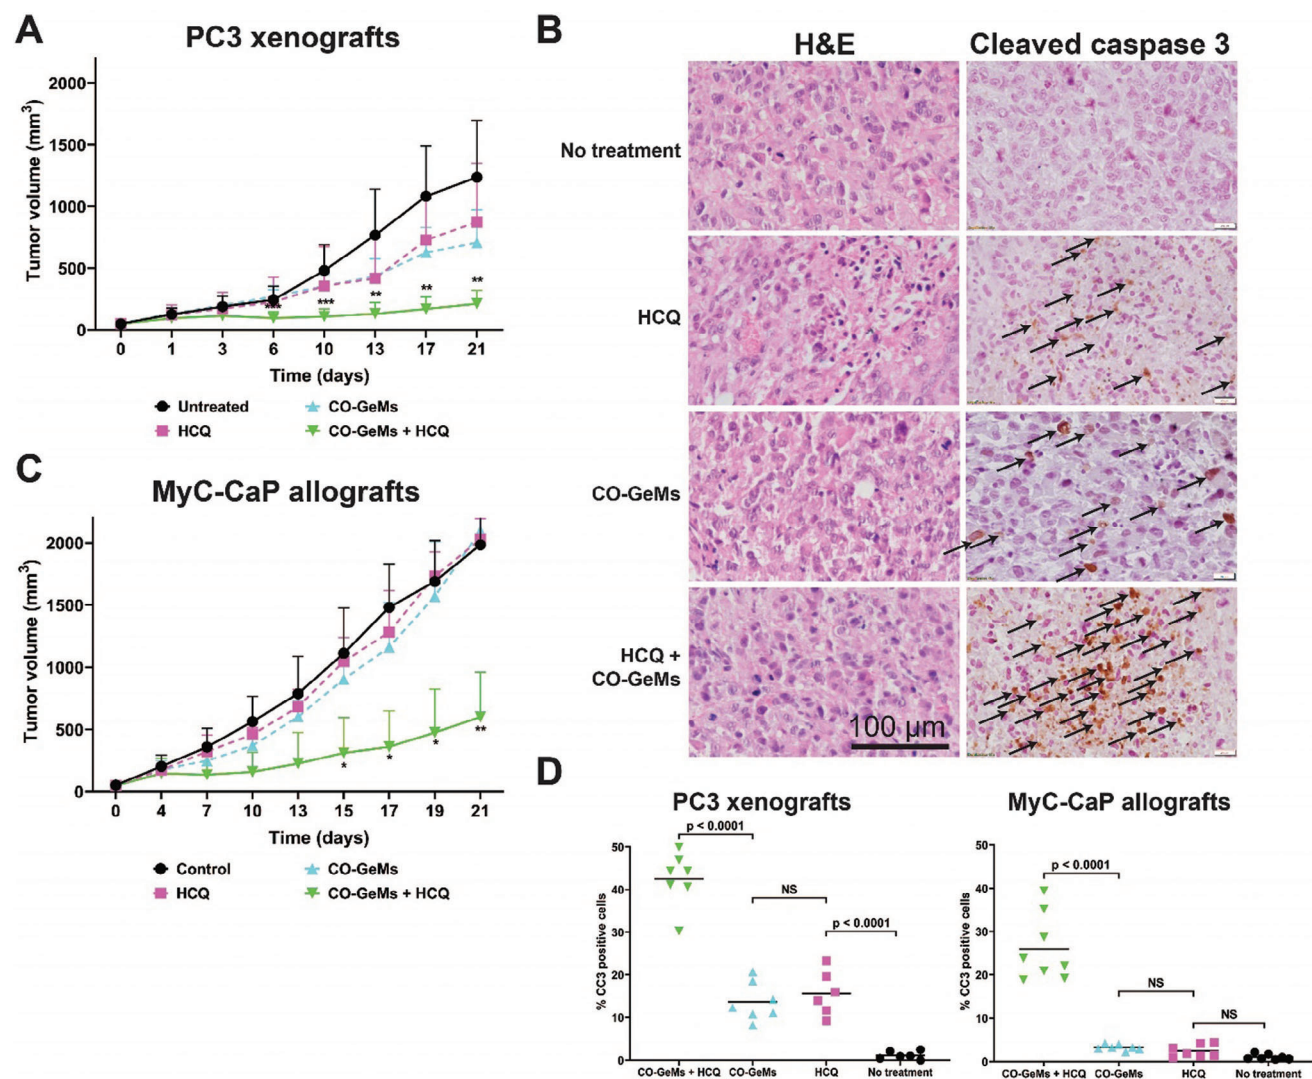 A
PC3 xenografts
Tumor volume (mm3)
2000
1500
1000
500
0
0 1 3 6 10 13 17 21
*** *** ** ** **
Time (days)
Untreated
CO-GeMs
HCQ
CO-GeMs + HCQ
B
H&E
Cleaved caspase 3
No treatment
HCQ
CO-GeMs
HCQ +
CO-GeMs
100 µm
C
MyC-CaP allografts
Tumor volume (mm3)
2000
1500
1000
500
0
0 4 7 10 13 15 17 19 21
* * * **
Time (days)
Control
CO-GeMs
HCQ
CO-GeMs + HCQ
D
PC3 xenografts
% CC3 positive cells
50
40
30
20
10
0
p < 0.0001
NS
p < 0.0001
CO-GeMs + HCQ CO-GeMs HCQ No treatment
MyC-CaP allografts
% CC3 positive cells
50
40
30
20
10
0
p < 0.0001
NS
NS
CO-GeMs + HCQ CO-GeMs HCQ No treatment